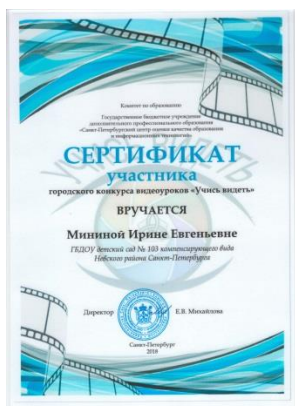 Комитет по образованию
Государственное бюджетное учреждение
дополнительного профессионального образования
«Санкт-Петербургский центр оценки качества образования
и информационных технологий»
СЕРТИФИКАТ
участника
городского конкурса видеоуроков «Учись видеть»
ВРУЧАЕТСЯ
Мининой Ирине Евгеньевне
ГБДОУ детский сад № 103 компенсирующего вида
Невского района Санкт-Петербурга
Директор
Е.В. Михайлова
Санкт-Петербург
2018